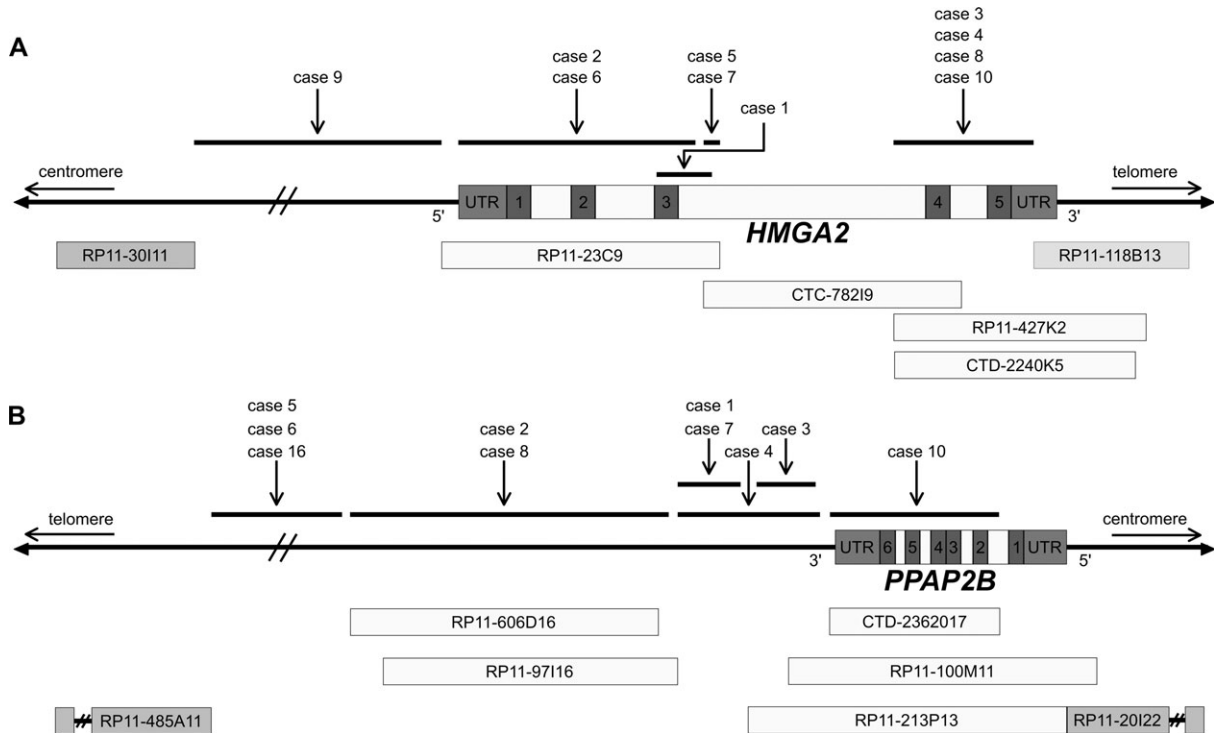 A
case 9
case 2
case 6
case 5
case 7
case 1
case 3
case 4
case 8
case 10
centromere
telomere
5'
UTR 1 2 3 4 5 UTR
3'
HMGA2
RP11-30I11
RP11-23C9
RP11-118B13
CTC-782I9
RP11-427K2
CTD-2240K5
B
case 5
case 6
case 16
case 2
case 8
case 1
case 7
case 4
case 3
case 10
telomere
centromere
3'
UTR 6 5 4 3 2 1 UTR
5'
PPAP2B
RP11-606D16
CTD-2362O17
RP11-97I16
RP11-100M11
RP11-485A11
RP11-213P13
RP11-20I22